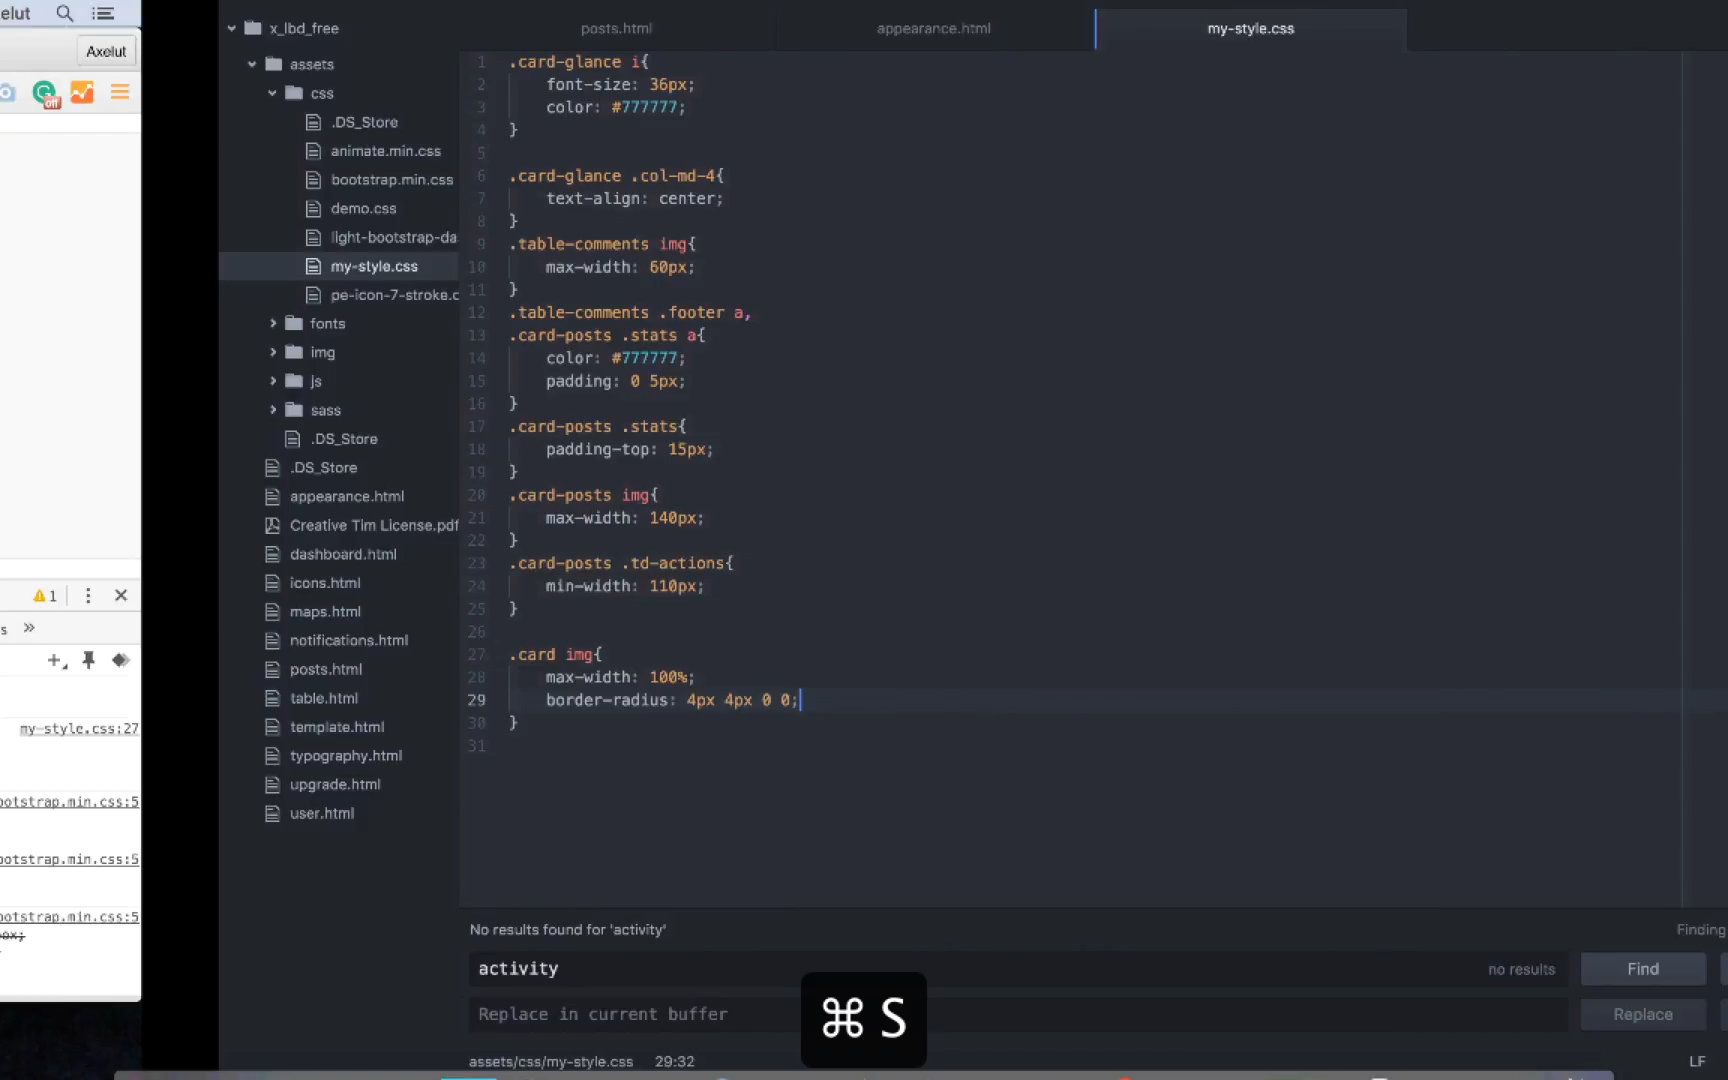 elut
Axelut
off
1
s
my-style.css:27
ootstrap.min.css:5
ootstrap.min.css:5
ootstrap.min.css:5
ox;
x_lbd_free
assets
css
.DS_Store
animate.min.css
bootstrap.min.css
demo.css
light-bootstrap-da
my-style.css
pe-icon-7-stroke.c
fonts
img
js
sass
.DS_Store
.DS_Store
appearance.html
Creative Tim License.pdf
dashboard.html
icons.html
maps.html
notifications.html
posts.html
table.html
template.html
typography.html
upgrade.html
user.html
posts.html appearance.html my-style.css
1 .card-glance i{
2 font-size: 36px;
3 color: #777777;
4 }
5
6 .card-glance .col-md-4{
7 text-align: center;
8 }
9 .table-comments img{
10 max-width: 60px;
11 }
12 .table-comments .footer a,
13 .card-posts .stats a{
14 color: #777777;
15 padding: 0 5px;
16 }
17 .card-posts .stats{
18 padding-top: 15px;
19 }
20 .card-posts img{
21 max-width: 140px;
22 }
23 .card-posts .td-actions{
24 min-width: 110px;
25 }
26
27 .card img{
28 max-width: 100%;
29 border-radius: 4px 4px 0 0;
30 }
31
No results found for 'activity' Finding
activity no results Find
Replace in current buffer Replace
⌘ S
assets/css/my-style.css 29:32 LF